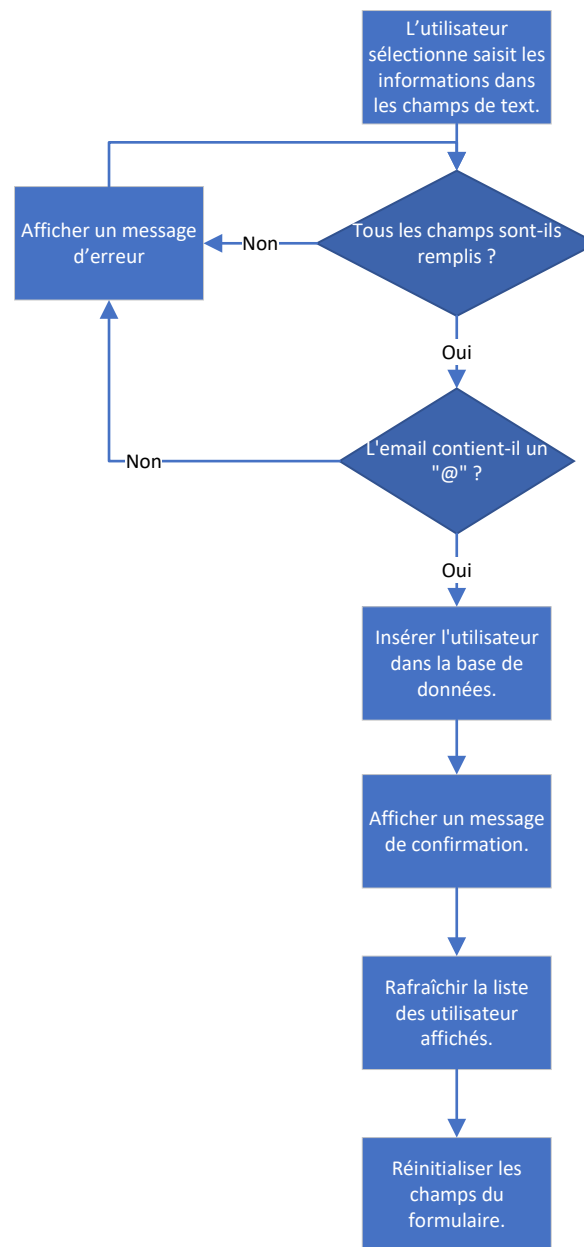 L’utilisateur
sélectionne saisit les
informations dans
les champs de text.
Afficher un message
d’erreur
Non
Tous les champs sont-ils
remplis ?
Oui
Non
L'email contient-il un
"@" ?
Oui
Insérer l'utilisateur
dans la base de
données.
Afficher un message
de confirmation.
Rafraîchir la liste
des utilisateur
affichés.
Réinitialiser les
champs du
formulaire.